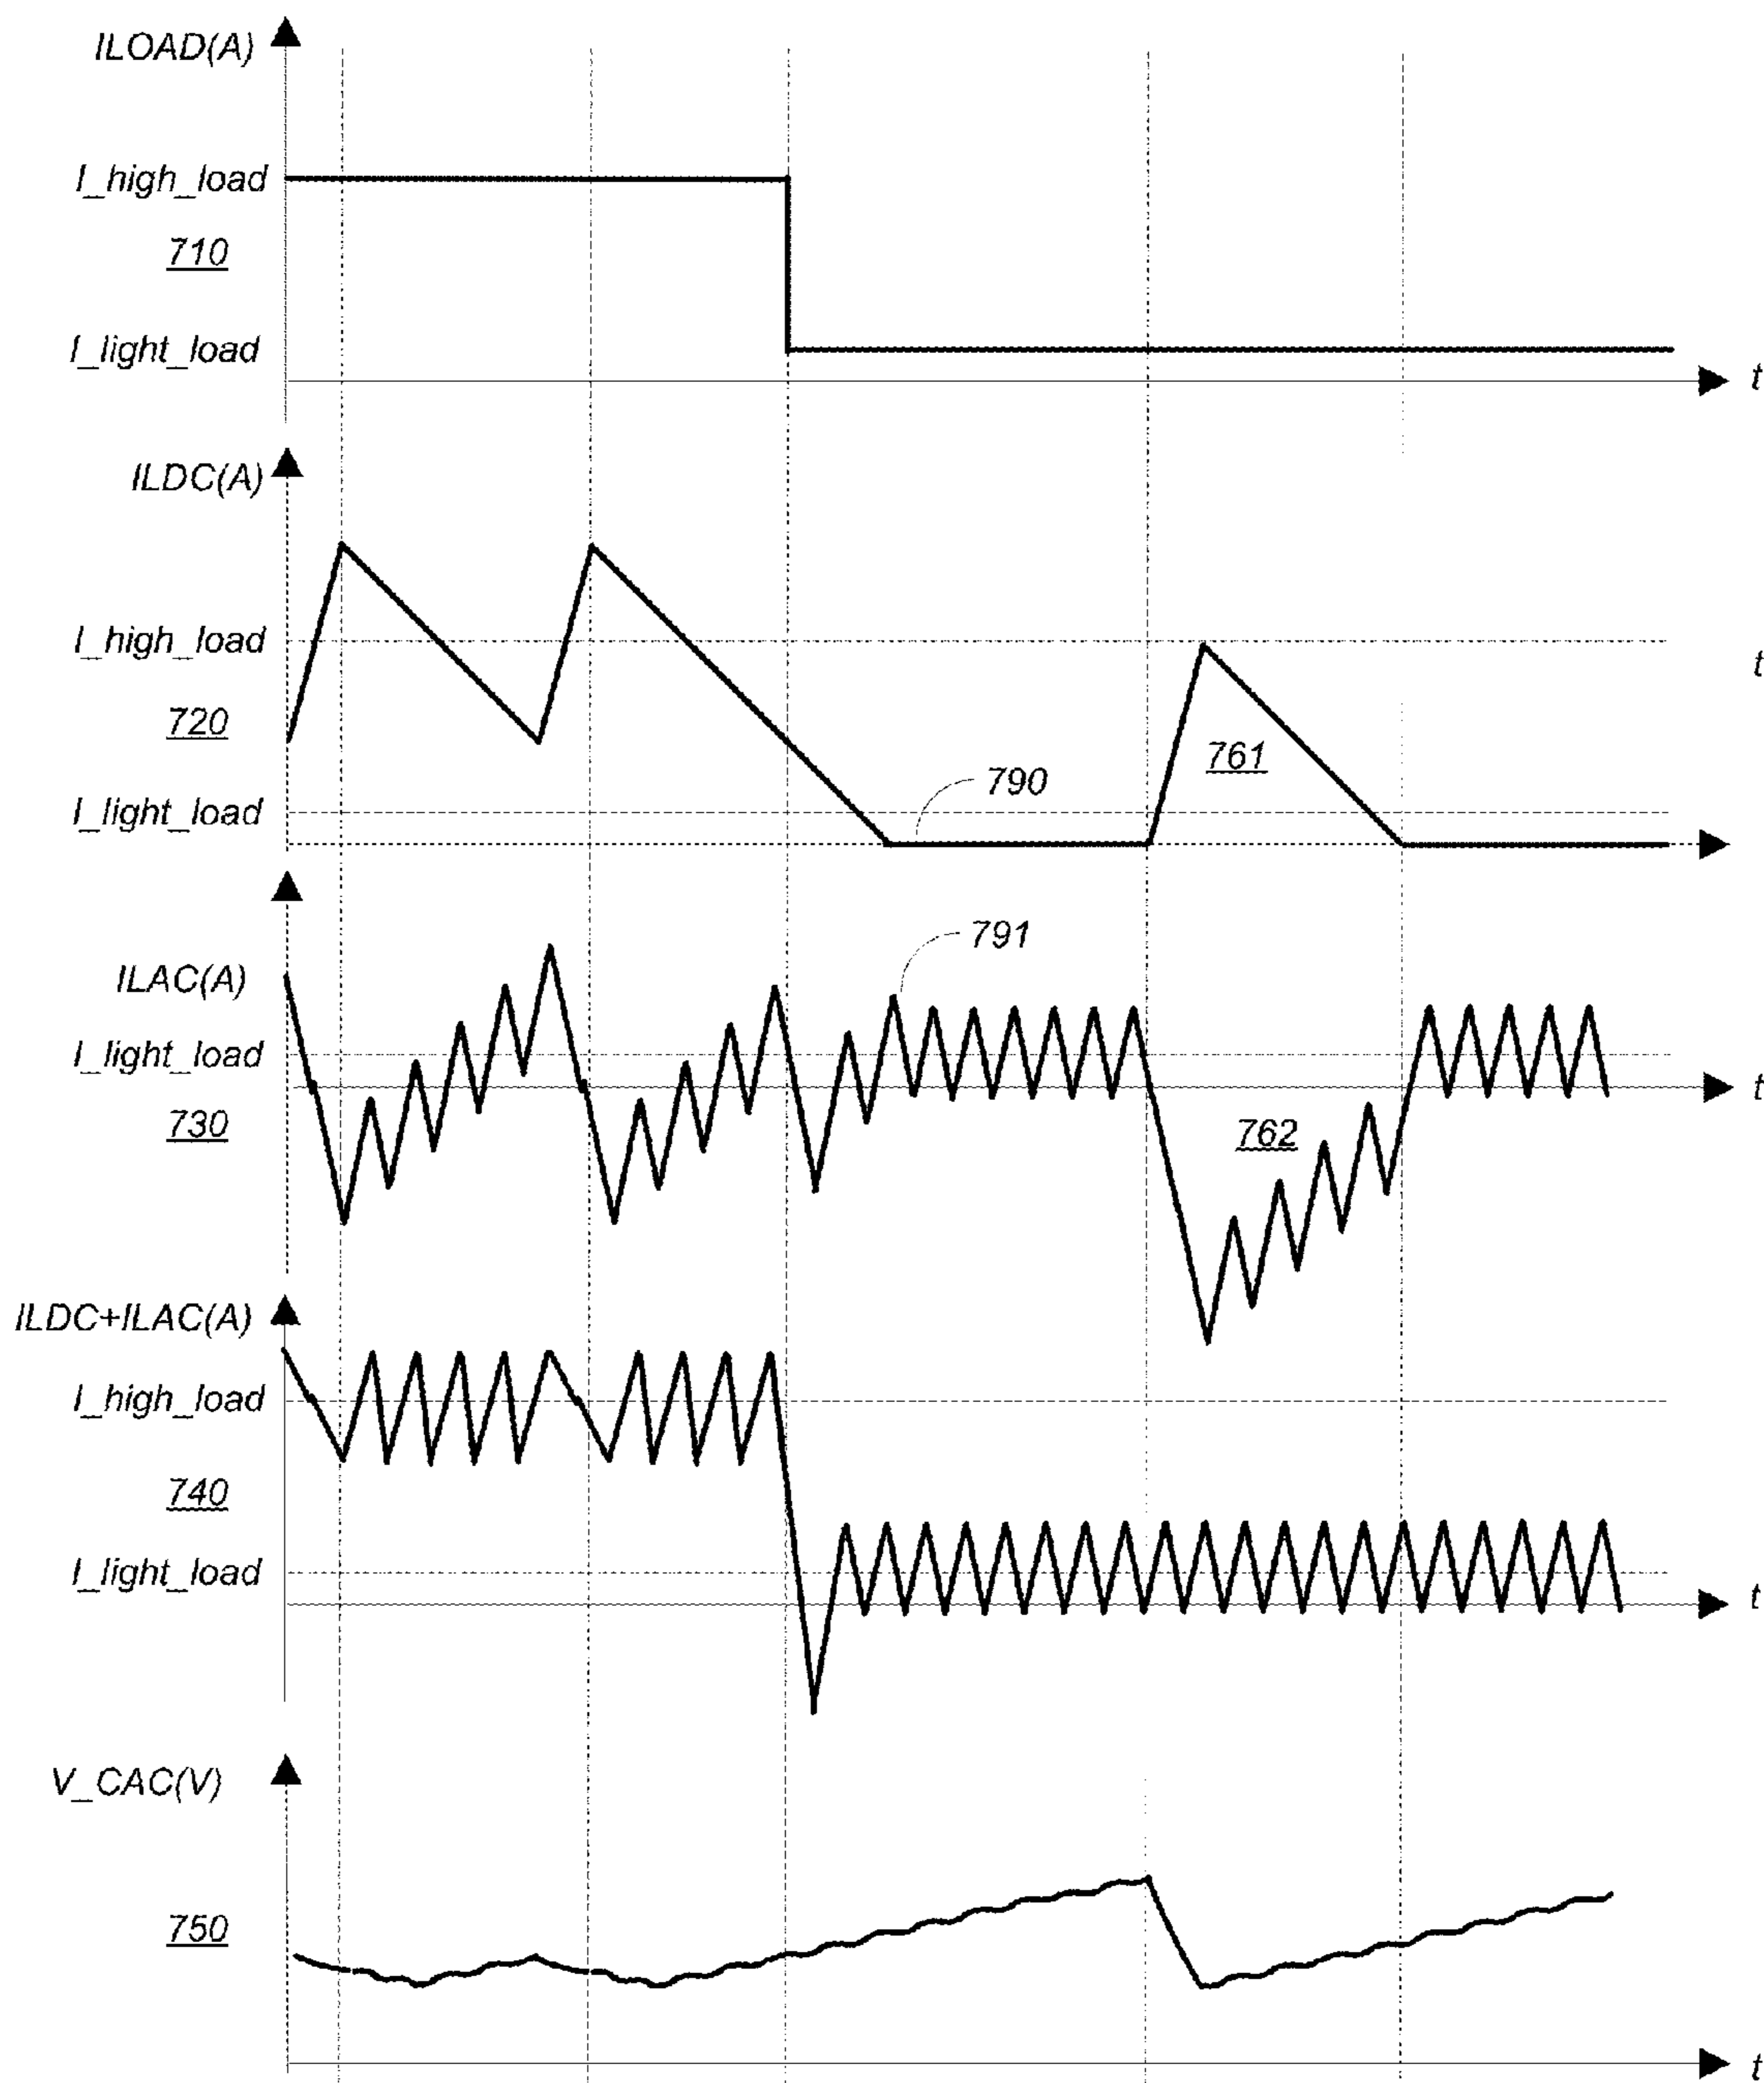 ILOAD(A)
I_high_load
710
I_light_load
t
ILDC(A)
I_high_load
t
720
761
790
I_light_load
791
ILAC(A)
I_light_load
t
730
762
ILDC+ILAC(A)
I_high_load
740
I_light_load
t
V_CAC(V)
750
t